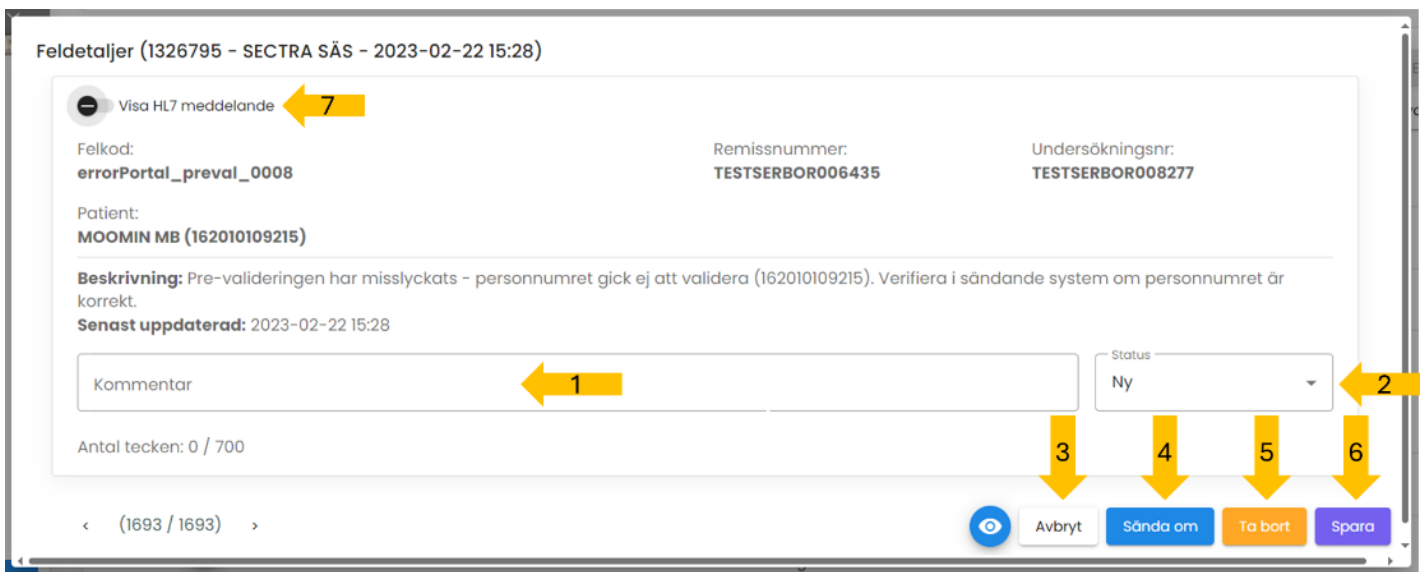 Feldetaljer (1326795 - SECTRA SÄS - 2023-02-22 15:28)
Visa HL7 meddelande 7
Felkod: Remissnummer: Undersökningsnr:
errorPortal_preval_0008 TESTSERBOR006435 TESTSERBOR008277
Patient:
MOOMIN MB (162010109215)
Beskrivning: Pre-valideringen har misslyckats - personnumret gick ej att validera (162010109215). Verifiera i sändande system om personnumret är
korrekt.
Senast uppdaterad: 2023-02-22 15:28
Status
Kommentar 1 Ny 2
Antal tecken: 0 / 700 3 4 5 6
‹ (1693 / 1693) › Avbryt Sända om Ta bort Spara